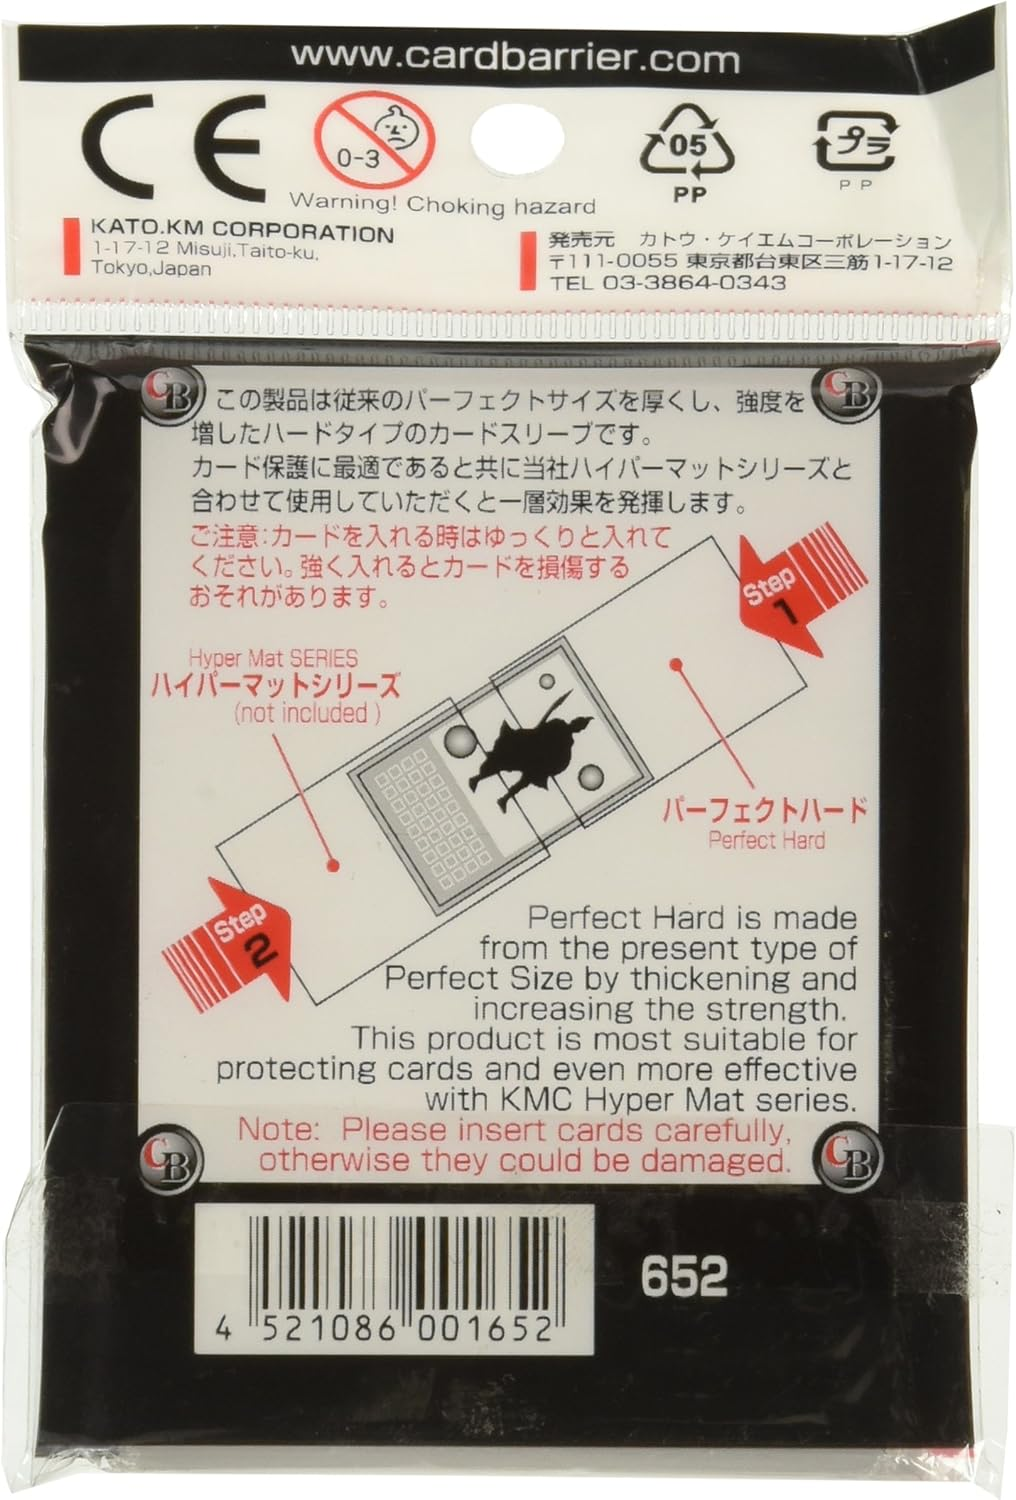 www.cardbarrier.com
CE
0-3
Warning! Choking hazard
05
PP
プラ
PP
KATO.KM CORPORATION
1-17-12 Misuji,Taito-ku,
Tokyo,Japan
発売元 カトウ・ケイエムコーポレーション
〒111-0055 東京都台東区三筋1-17-12
TEL 03-3864-0343
CB
CB
この製品は従来のパーフェクトサイズを厚くし、強度を
増したハードタイプのカードスリーブです。
カード保護に最適であると共に当社ハイパーマットシリーズと
合わせて使用していただくと一層効果を発揮します。
ご注意:カードを入れる時はゆっくりと入れて
ください。強く入れるとカードを損傷する
おそれがあります。
Step
1
Hyper Mat SERIES
ハイパーマットシリーズ
(not included )
パーフェクトハード
Perfect Hard
Step
2
Perfect Hard is made
from the present type of
Perfect Size by thickening and
increasing the strength.
This product is most suitable for
protecting cards and even more effective
with KMC Hyper Mat series.
Note: Please insert cards carefully,
otherwise they could be damaged.
CB
CB
4 521086 001652
652